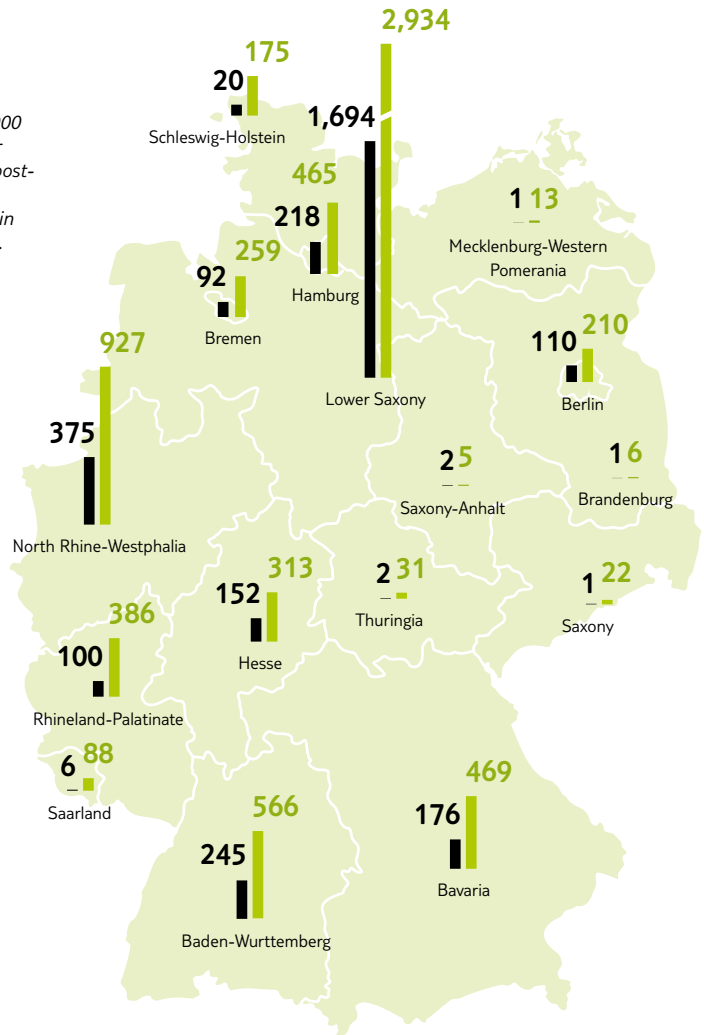 2,934
175
20
1,694
000
Schleswig-Holstein
post-
465
in
218
1 13
259
92
Mecklenburg-Western
Pomerania
Hamburg
Bremen
927
210
110
Lower Saxony
Berlin
375
2 5
1 6
Saxony-Anhalt
Brandenburg
North Rhine-Westphalia
313
152
2 31
1 22
386
Thuringia
Saxony
100
Hesse
Rhineland-Palatinate
6 88
469
Saarland
566
176
245
Bavaria
Baden-Wurttemberg